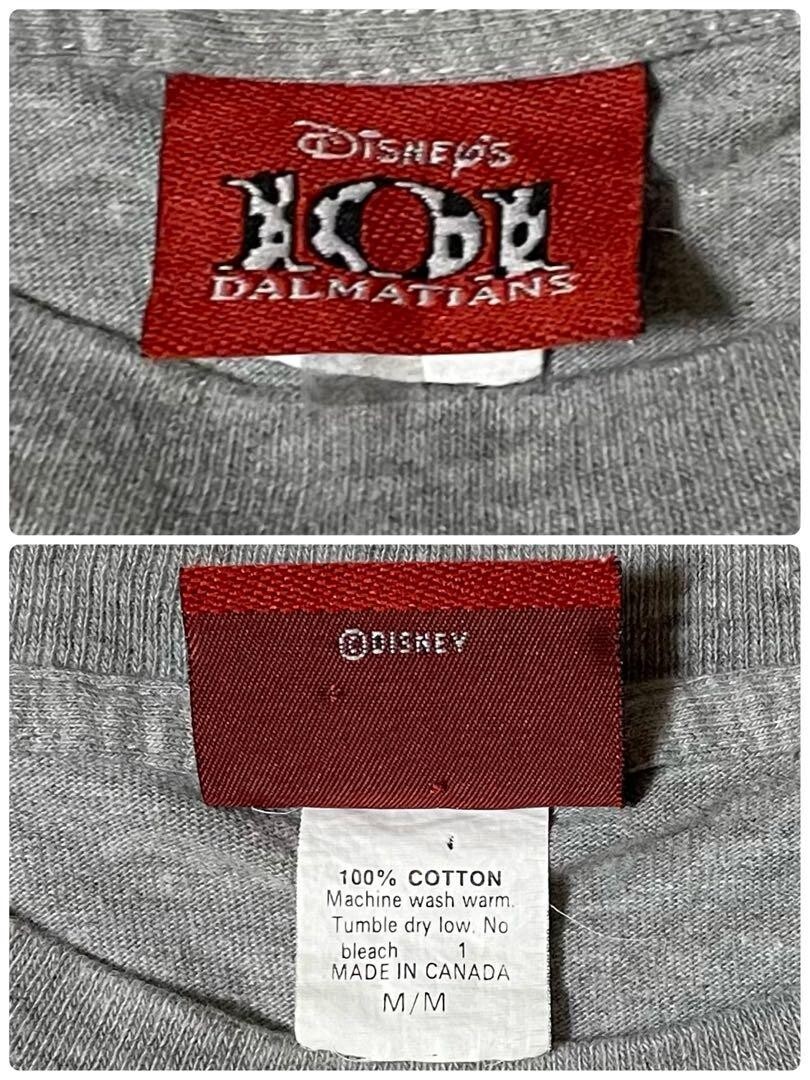 Disney's
101
DALMATIANS
©DISNEY
100% COTTON
Machine wash warm.
Tumble dry low. No
bleach 1
MADE IN CANADA
M/M